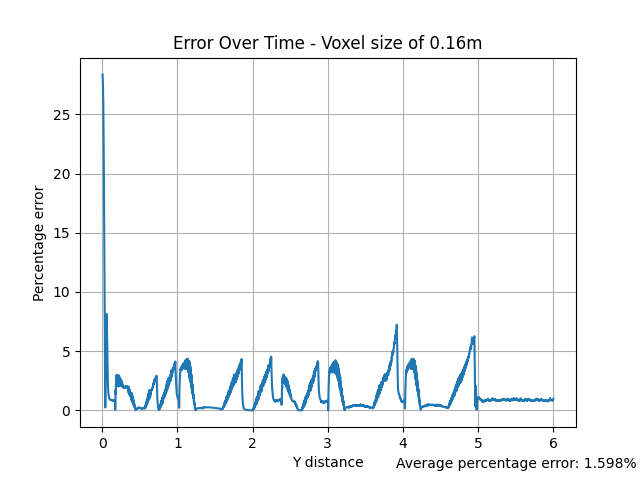 Error Over Time - Voxel size of 0.16m
Percentage error
25
20
15
10
5
0
0 1 2 3 4 5 6
Y distance
Average percentage error: 1.598%